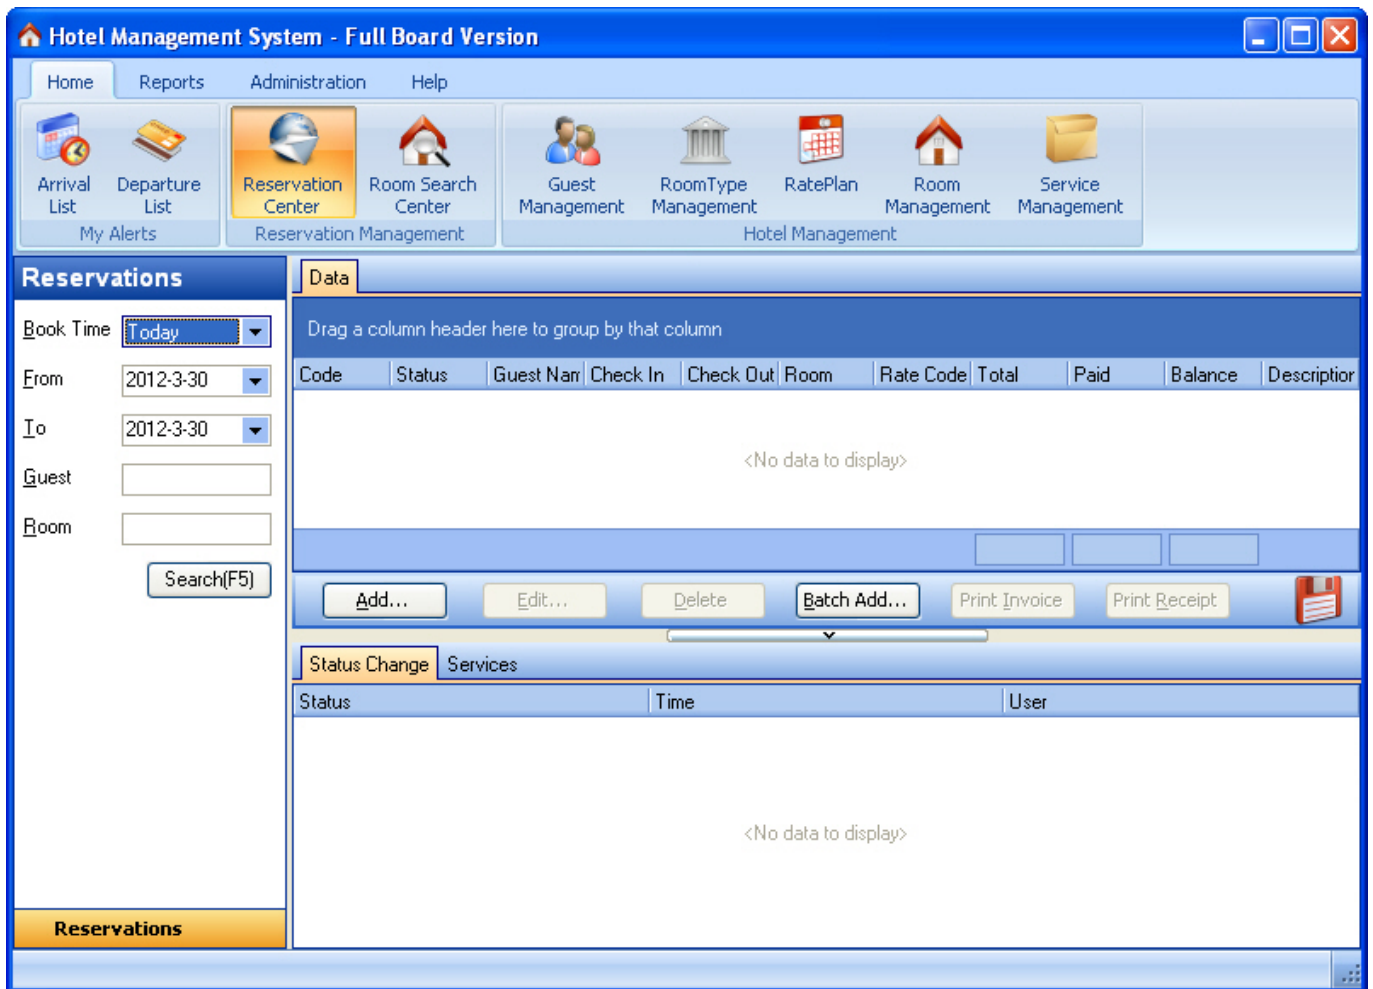 Hotel Management System - Full Board Version
Home Reports Administration Help
Arrival List Departure List Reservation Center Room Search Center Guest Management RoomType Management RatePlan Room Management Service Management
My Alerts Reservation Management Hotel Management
Reservations
Book Time Today
From 2012-3-30
To 2012-3-30
Guest
Room
Search(F5)
Reservations
Data
Drag a column header here to group by that column
Code Status Guest Nam Check In Check Out Room Rate Code Total Paid Balance Description
<No data to display>
Add... Edit... Delete Batch Add... Print Invoice Print Receipt
Status Change Services
Status Time User
<No data to display>